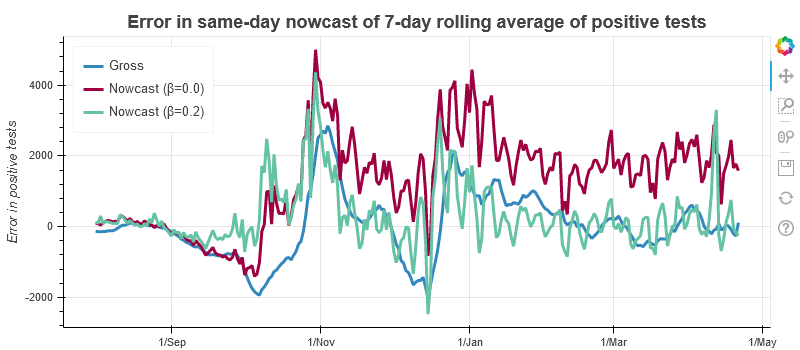 Error in same-day nowcast of 7-day rolling average of positive tests
Gross
Nowcast (β=0.0)
Nowcast (β=0.2)
Error in positive tests
4000
2000
0
-2000
1/Sep
1/Nov
1/Jan
1/Mar
1/May